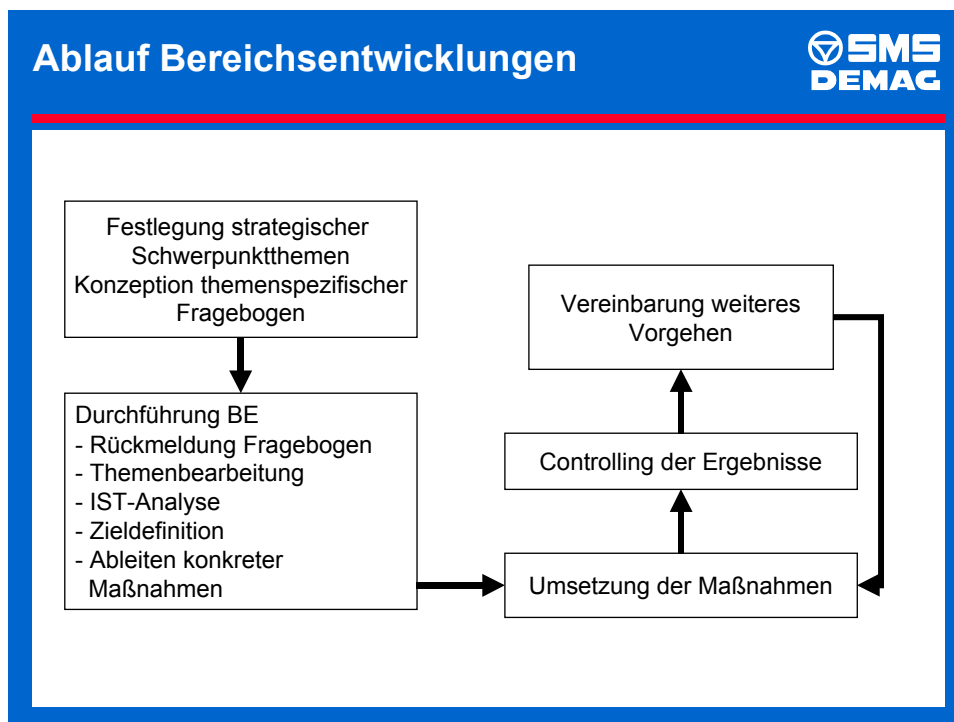 Ablauf Bereichsentwicklungen
SMS
DEMAG
Festlegung strategischer
Schwerpunktthemen
Konzeption themenspezifischer
Fragebogen
Durchführung BE
- Rückmeldung Fragebogen
- Themenbearbeitung
- IST-Analyse
- Zieldefinition
- Ableiten konkreter
Maßnahmen
Vereinbarung weiteres
Vorgehen
Controlling der Ergebnisse
Umsetzung der Maßnahmen